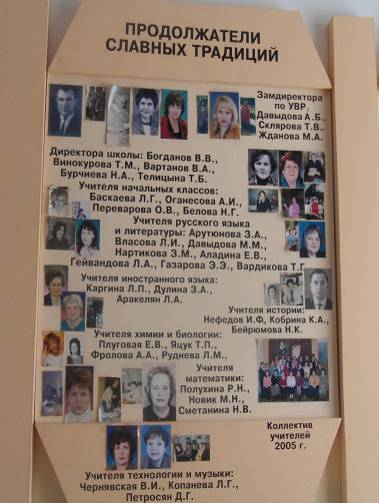 ПРОДОЛЖАТЕЛИ
СЛАВНЫХ ТРАДИЦИЙ
Замдиректора
по УВР:
Давыдова А.Б.,
Склярова Т.В.,
Жданова М.А.
Директора школы: Богданов В.В.,
Винокурова Т.М., Вартанов В.А.,
Бурчиева Н.А., Телицына Т.Б.
Учителя начальных классов:
Баскаева Л.Г., Оганесова А.И.,
Переварова О.В., Белова Н.Г.
Учителя русского языка
и литературы: Арутюнова З.А.,
Власова Л.И., Давыдова М.М.,
Нартикова З.М., Аладина Е.В.,
Гейвандова Л.А., Газарова Э.Э., Вардикова Т.Г.
Учителя иностранного языка:
Каргина Л.П., Дулина З.А.,
Аракелян Л.А.
Учителя истории:
Нефедов И.Ф, Кобрина К.А.,
Бейрюмова Н.К.
Учителя химии и биологии:
Плуговая Е.В., Яцук Т.П.,
Фролова А.А., Руднева Л.М.,
Учителя
математики:
Полухина Р.Н.,
Новик М.Н.,
Сметанина Н.В.
Коллектив
учителей
2005 г.
Учителя технологии и музыки:
Чернявская В.И., Копанева Л.Г.,
Петросян Д.Г.